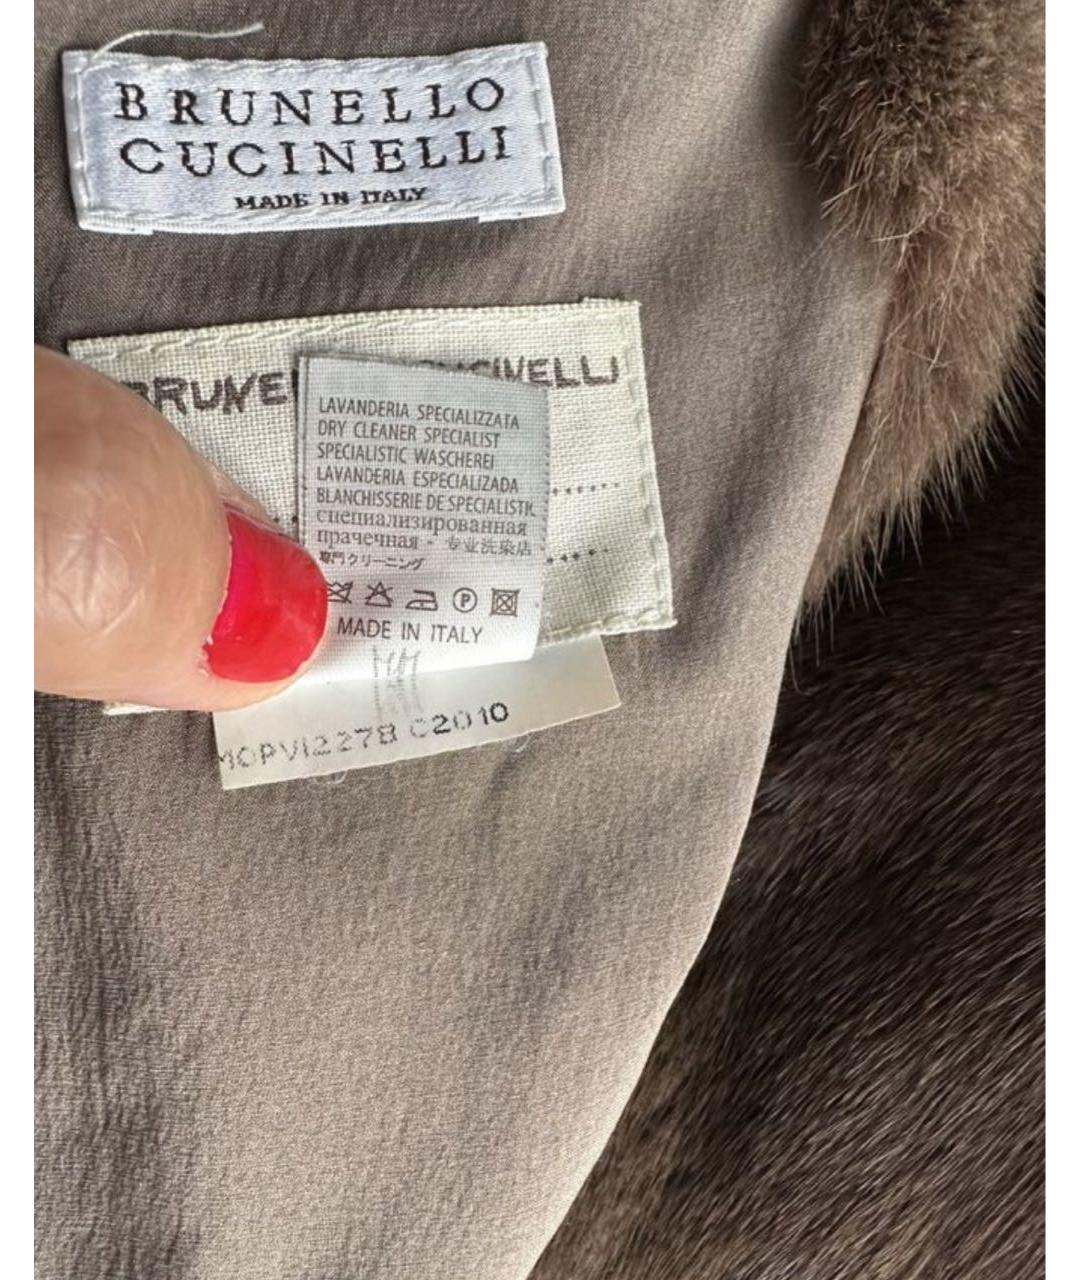 BRUNELLO
CUCINELLI
MADE IN ITALY
LAVANDERIA SPECIALIZZATA
DRY CLEANER SPECIALIST
SPECIALISTIC WASCHEREI
LAVANDERIA ESPECIALIZADA
BLANCHISSERIE DE SPECIALISTR.
специализированная
прачечная - 专业洗染店
専門クリーニング
P
MADE IN ITALY
MOPVI2278 C2010